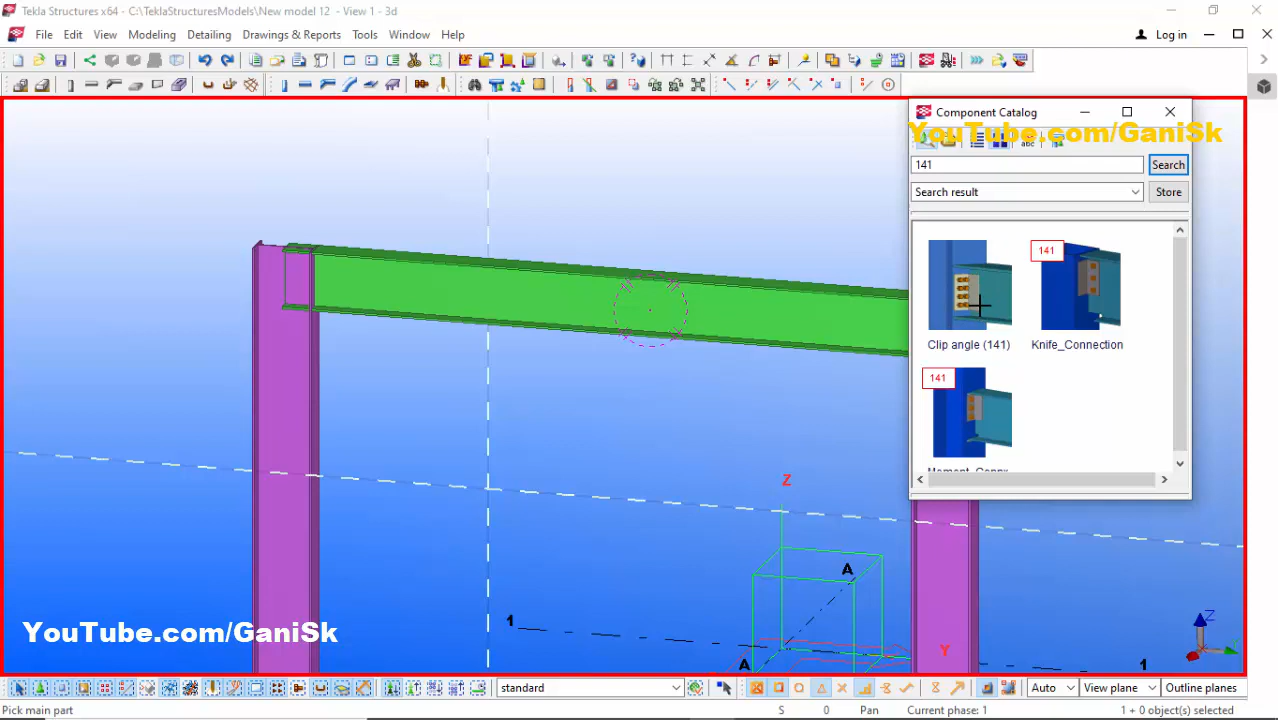 Tekla Structures x64 - C:\TeklaStructuresModels\New model 12 - View 1 - 3d
File Edit View Modeling Detailing Drawings & Reports Tools Window Help
Log in
Component Catalog
YouTube.com/GaniSk
abc
141
Search
Search result
Store
141
Clip angle (141)
Knife_Connection
141
Z
A
1
YouTube.com/GaniSk
Y
A
1
Z
standard
Auto
View plane
Outline planes
Pick main part
S
0
Pan
Current phase: 1
1 + 0 object(s) selected